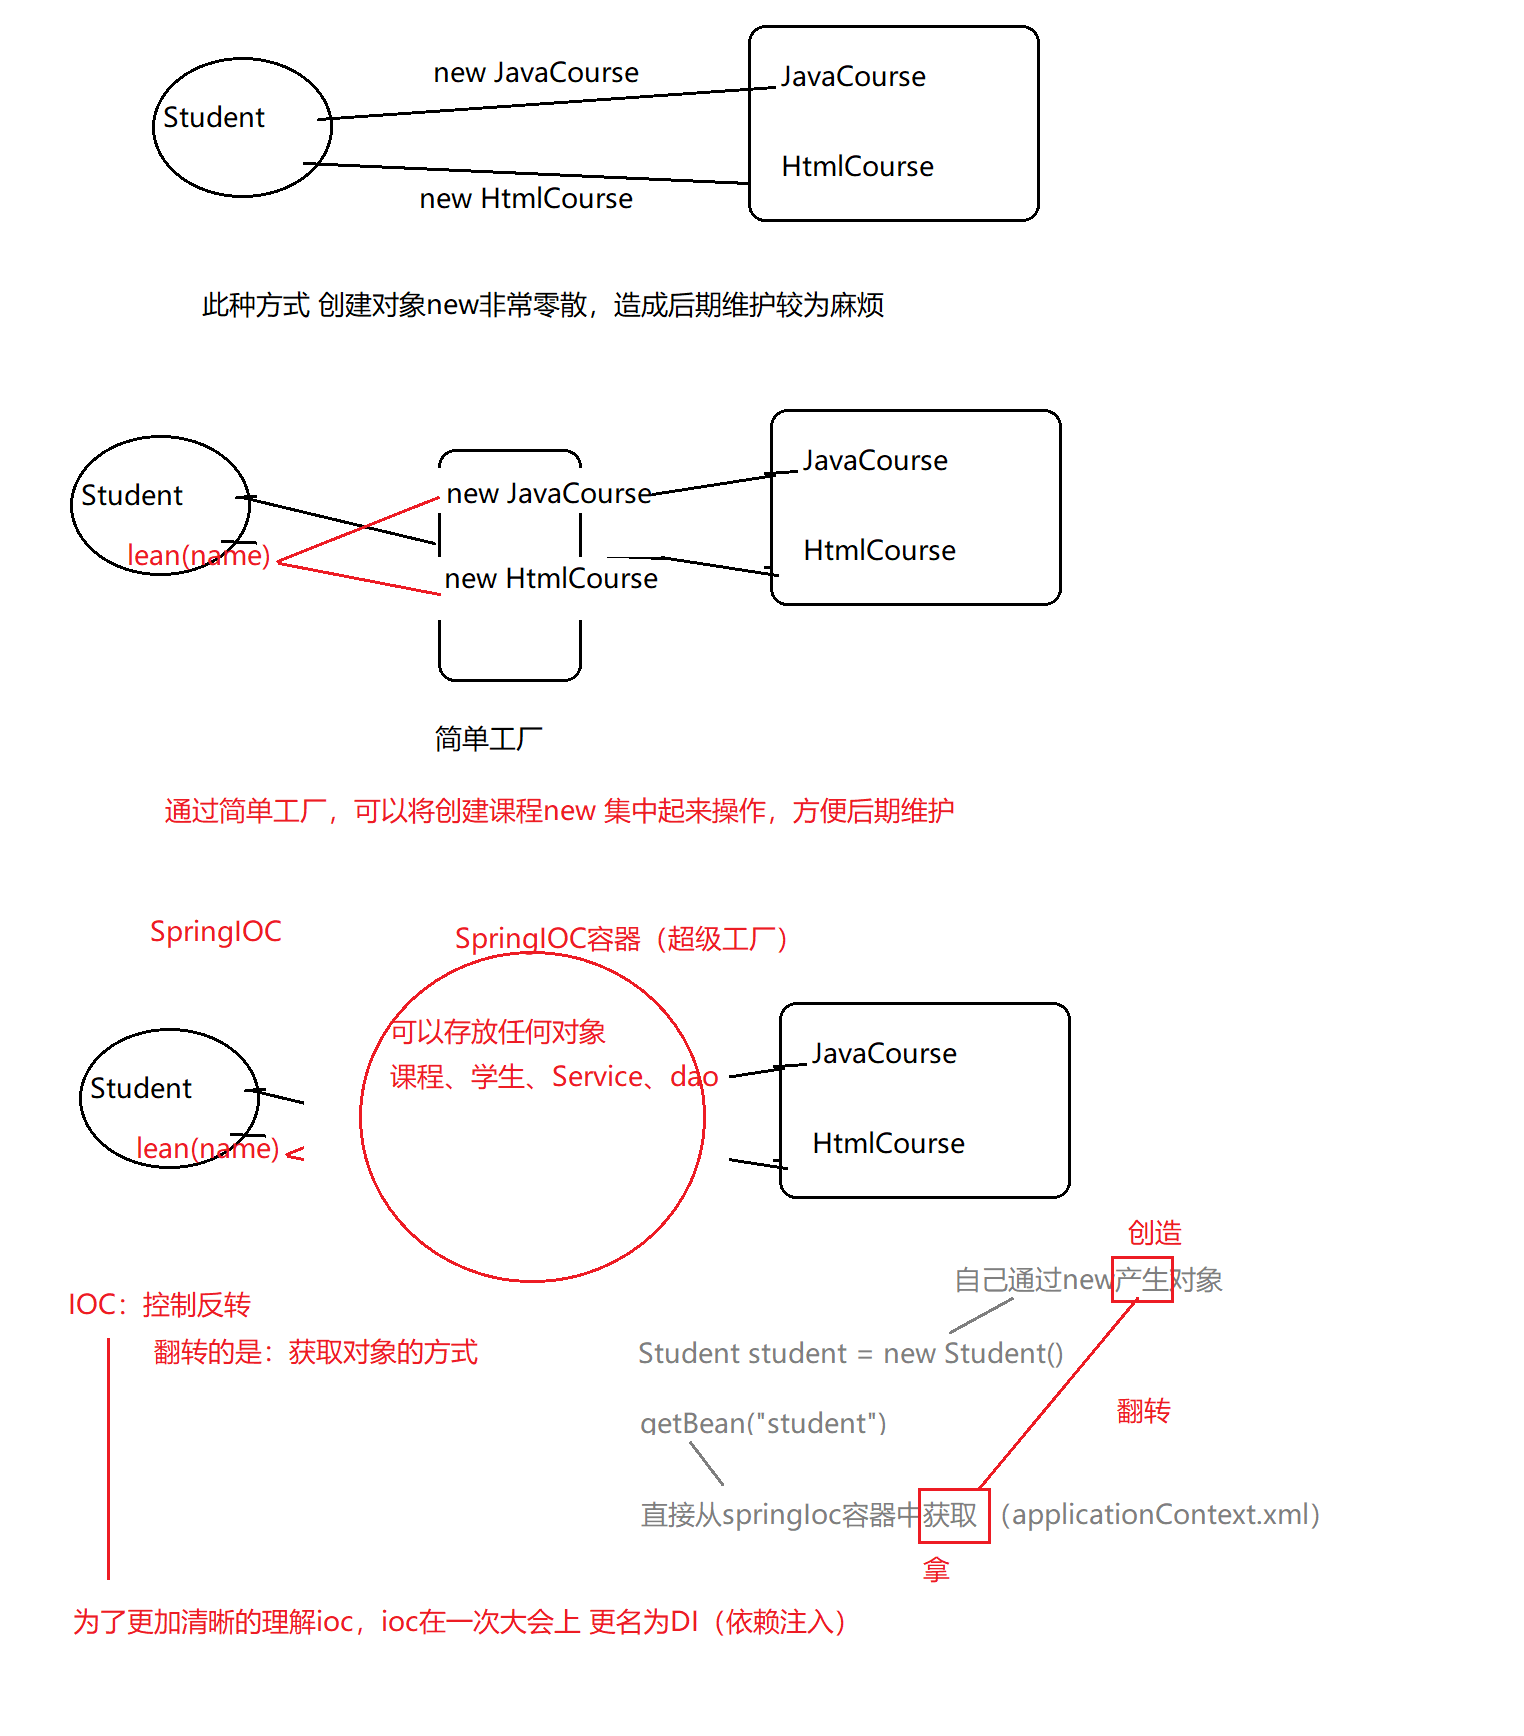 new JavaCourse
JavaCourse
Student
HtmlCourse
new HtmlCourse
此种方式 创建对象new非常零散，造成后期维护较为麻烦
JavaCourse
new JavaCourse
Student
lean(name)
HtmlCourse
new HtmlCourse
简单工厂
通过简单工厂，可以将创建课程new 集中起来操作，方便后期维护
SpringIOC
SpringIOC容器（超级工厂）
可以存放任何对象
课程、学生、Service、dao
JavaCourse
Student
lean(name)
HtmlCourse
创造
自己通过new产生对象
IOC：控制反转
翻转的是：获取对象的方式
Student student = new Student()
翻转
getBean("student")
直接从springIoc容器中获取（applicationContext.xml）
拿
为了更加清晰的理解ioc，ioc在一次大会上 更名为DI（依赖注入）